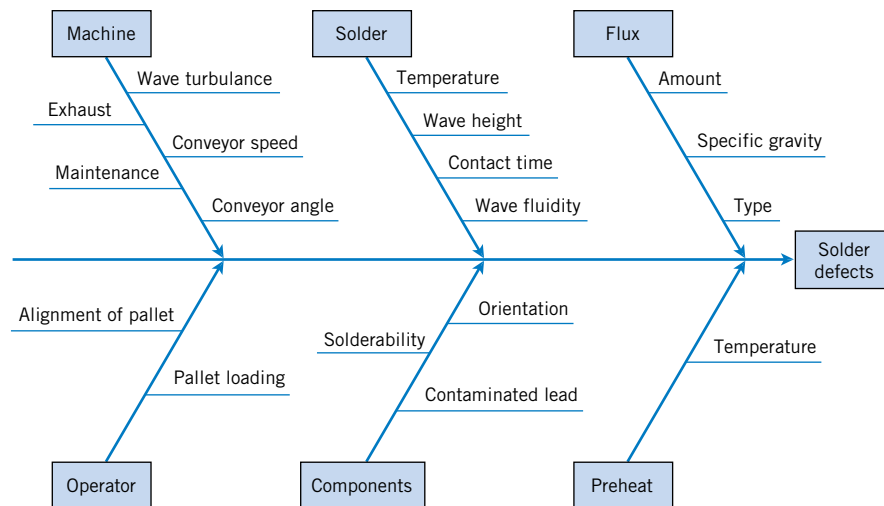 Machine
Solder
Flux
Wave turbulance
Exhaust
Conveyor speed
Maintenance
Conveyor angle
Temperature
Wave height
Contact time
Wave fluidity
Amount
Specific gravity
Type
Solder
defects
Alignment of pallet
Pallet loading
Orientation
Solderability
Contaminated lead
Temperature
Operator
Components
Preheat